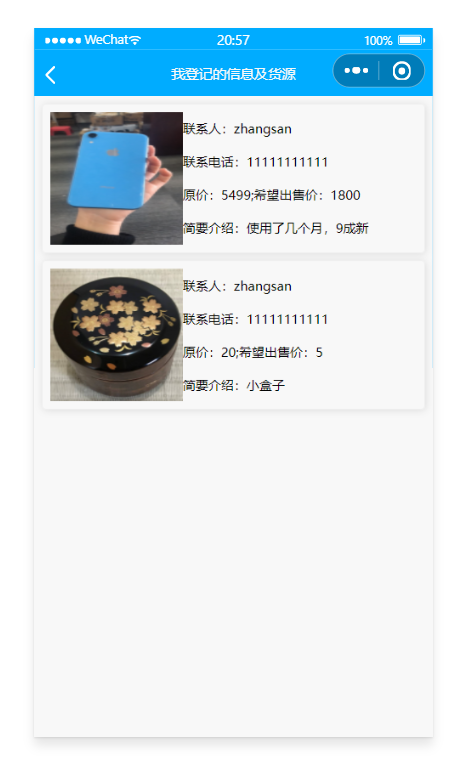 WeChat 20:57 100%
我登记的信息及货源
联系人：zhangsan
联系电话：11111111111
原价：5499;希望出售价：1800
简要介绍：使用了几个月，9成新
联系人：zhangsan
联系电话：11111111111
原价：20;希望出售价：5
简要介绍：小盒子